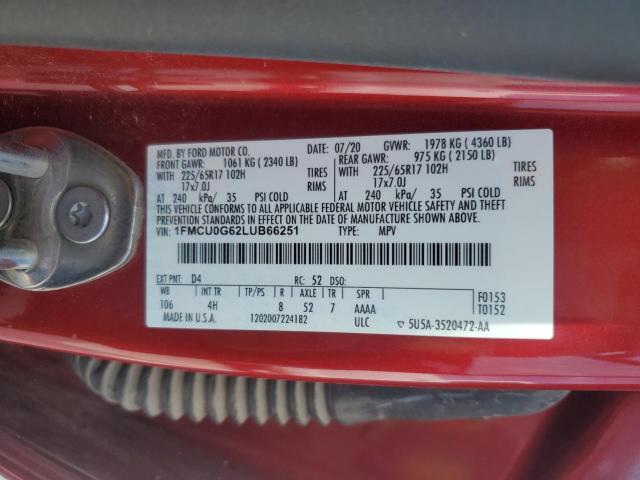 MFD. BY FORD MOTOR CO. DATE: 07/20 GVWR: 1978 KG ( 4360 LB)
FRONT GAWR: 1061 KG ( 2340 LB) REAR GAWR: 975 KG ( 2150 LB)
WITH 225/65R17 102H TIRES WITH 225/65R17 102H TIRES
17x7.0J RIMS 17x7.0J RIMS
AT 240 kPa/ 35 PSI COLD AT 240 kPa/ 35 PSI COLD
THIS VEHICLE CONFORMS TO ALL APPLICABLE FEDERAL MOTOR VEHICLE SAFETY AND THEFT PREVENTION STANDARDS IN EFFECT ON THE DATE OF MANUFACTURE SHOWN ABOVE.
VIN: 1FMCU0G62LUB66251 TYPE: MPV
EXT PNT: D4 RC: 52 DSO:
WB INT TR TP/PS R AXLE TR SPR F0153
106 4H 8 52 7 AAAA T0152
MADE IN U.S.A. 1202007224182 ULC ▽ 5U5A-3520472-AA